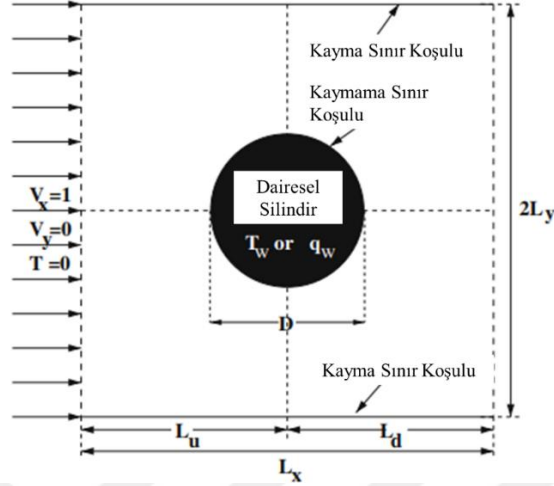 Kayma Sınır Koşulu
Kaymama Sınır
Koşulu
Dairesel
Silindir
V_x=1
V_y=0
T =0
T_w or q_w
2L_y
D
Kayma Sınır Koşulu
L_u
L_d
L_x